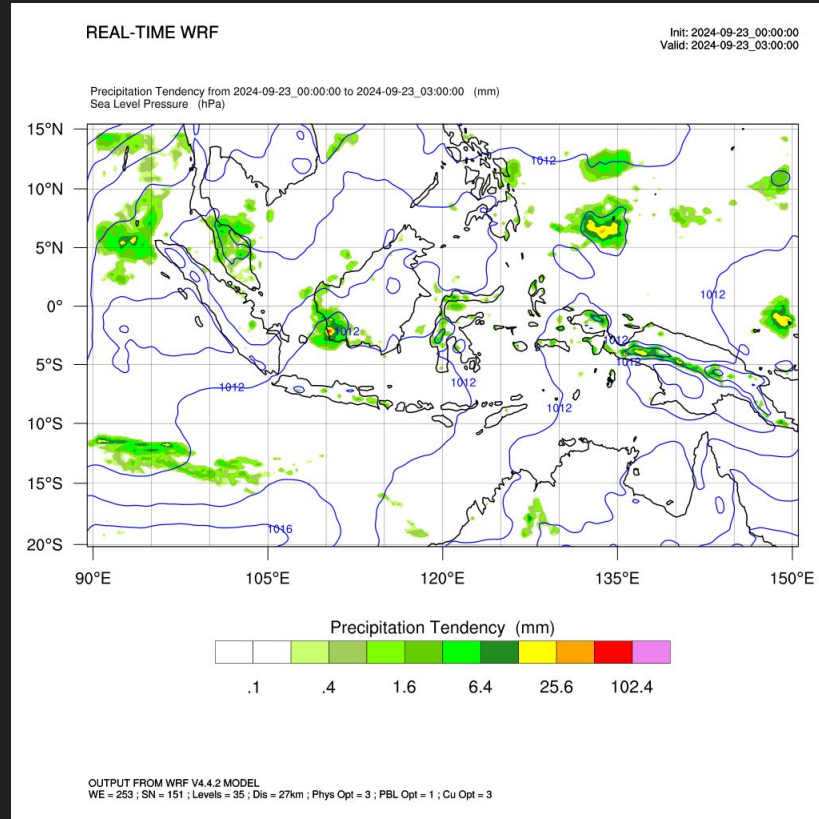 REAL-TIME WRF
Init: 2024-09-23_00:00:00
Valid: 2024-09-23_03:00:00
Precipitation Tendency from 2024-09-23_00:00:00 to 2024-09-23_03:00:00 (mm)
Sea Level Pressure (hPa)
15°N
1012
10°N
5°N
1012
0°
1012
1012
5°S
1012
1012
1012
1012
10°S
15°S
1016
20°S
90°E 105°E 120°E 135°E 150°E
Precipitation Tendency (mm)
.1 .4 1.6 6.4 25.6 102.4
OUTPUT FROM WRF V4.4.2 MODEL
WE = 253 ; SN = 151 ; Levels = 35 ; Dis = 27km ; Phys Opt = 3 ; PBL Opt = 1 ; Cu Opt = 3